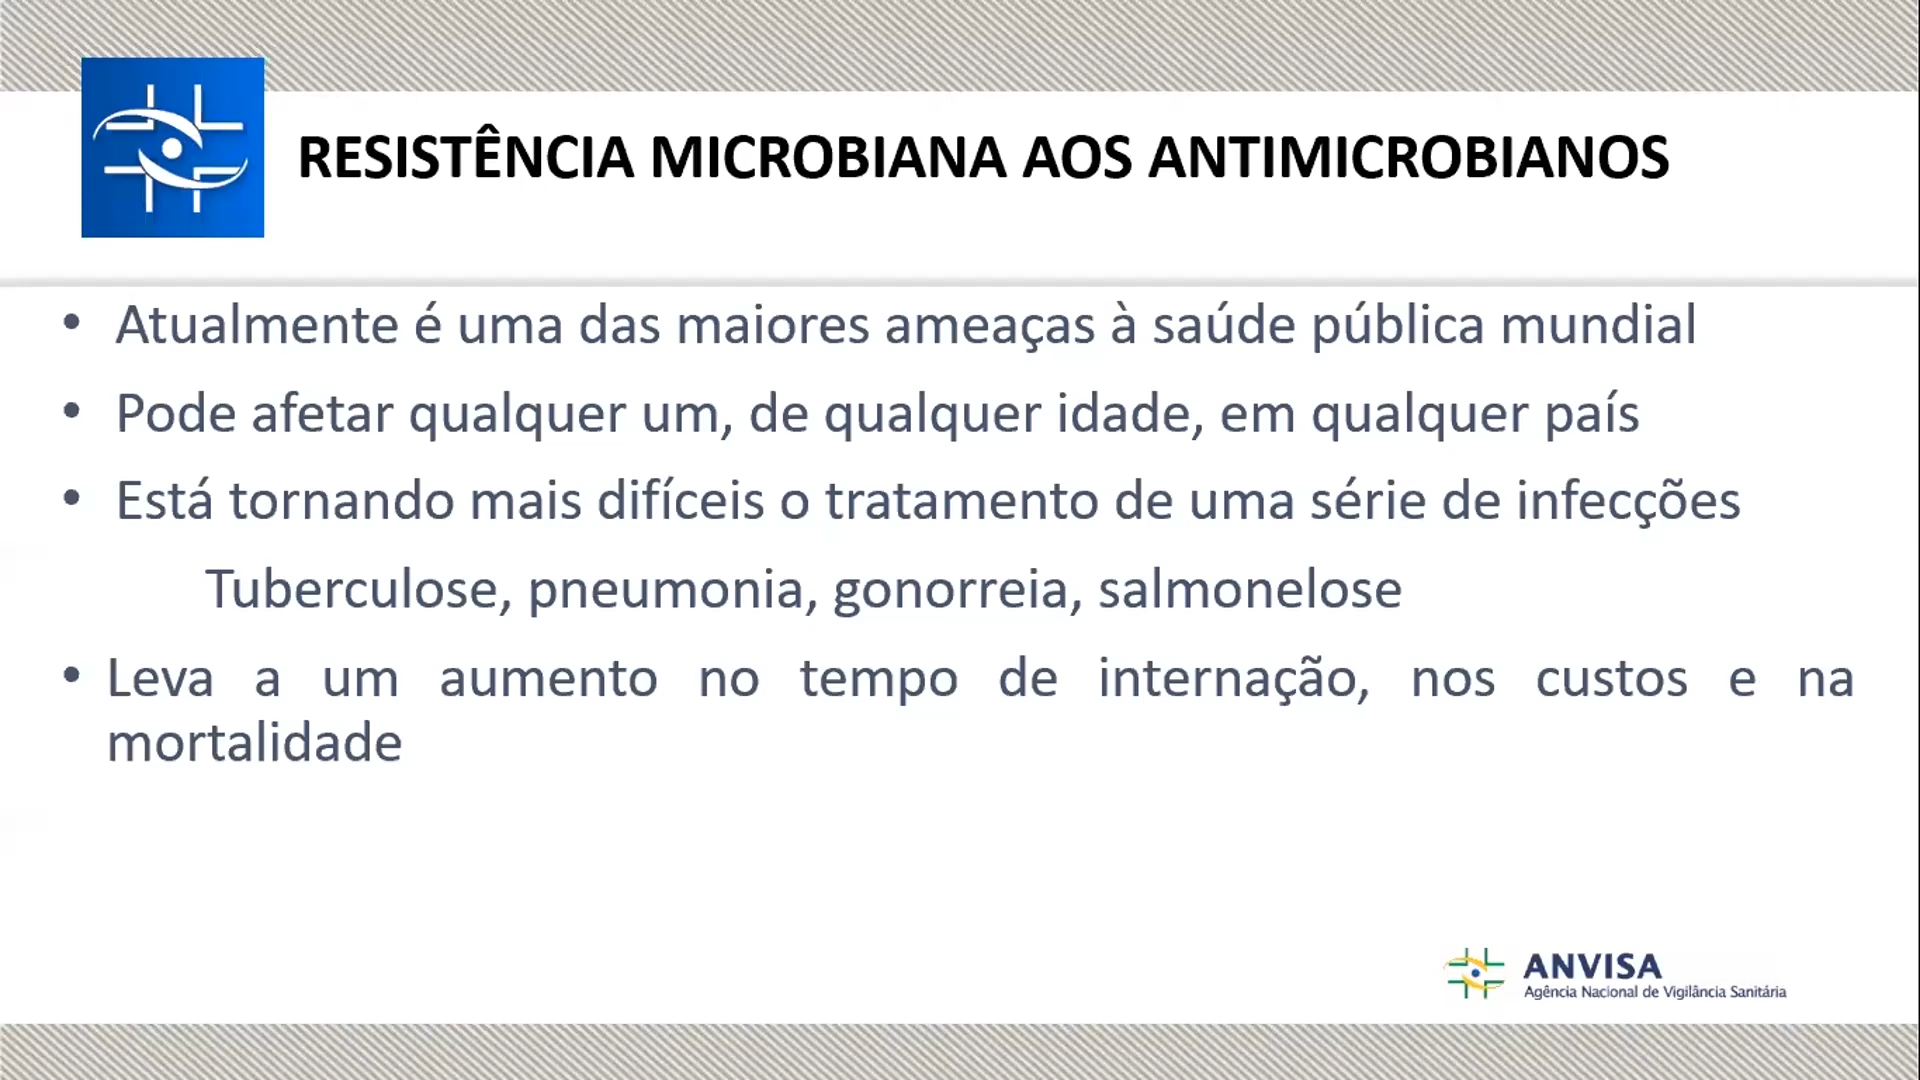 RESISTÊNCIA MICROBIANA AOS ANTIMICROBIANOS
• Atualmente é uma das maiores ameaças à saúde pública mundial
• Pode afetar qualquer um, de qualquer idade, em qualquer país
• Está tornando mais difíceis o tratamento de uma série de infecções
Tuberculose, pneumonia, gonorreia, salmonelose
• Leva a um aumento no tempo de internação, nos custos e na
mortalidade
ANVISA
Agência Nacional de Vigilância Sanitária